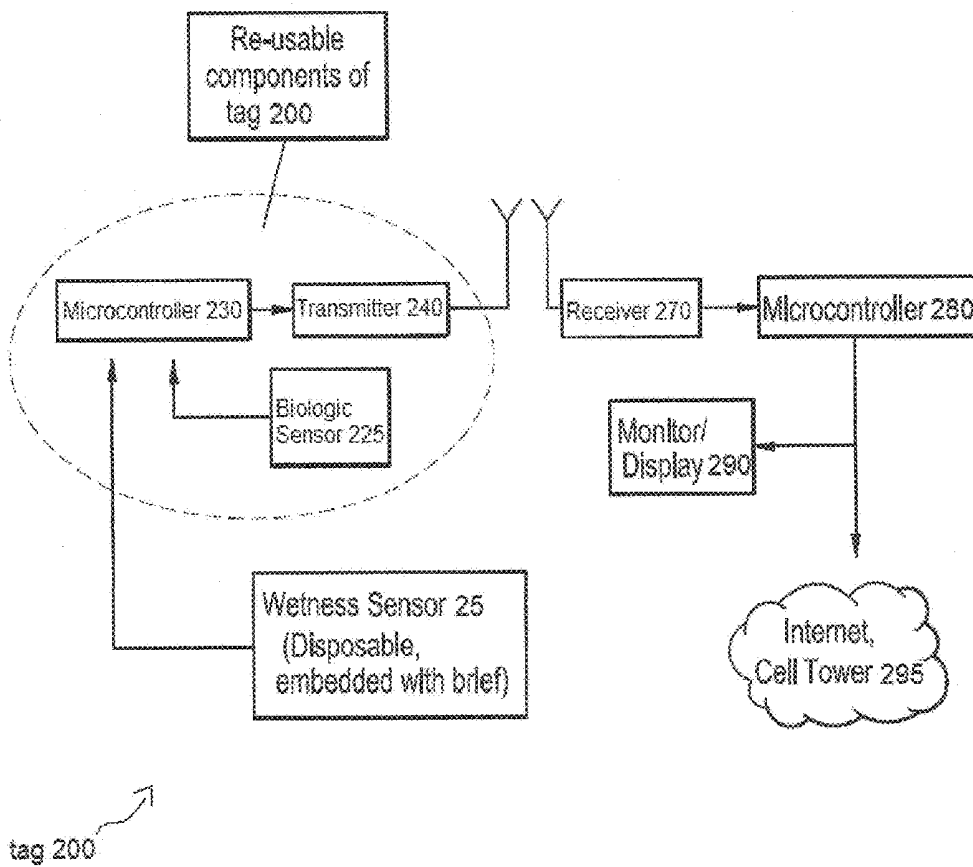 Re-usable
components of
tag 200
Microcontroller 230
Transmitter 240
Receiver 270
Microcontroller 280
Biologic
Sensor 225
Monitor/
Display 290
Wetness Sensor 25
(Disposable,
embedded with brief)
Internet,
Cell Tower 295
tag 200